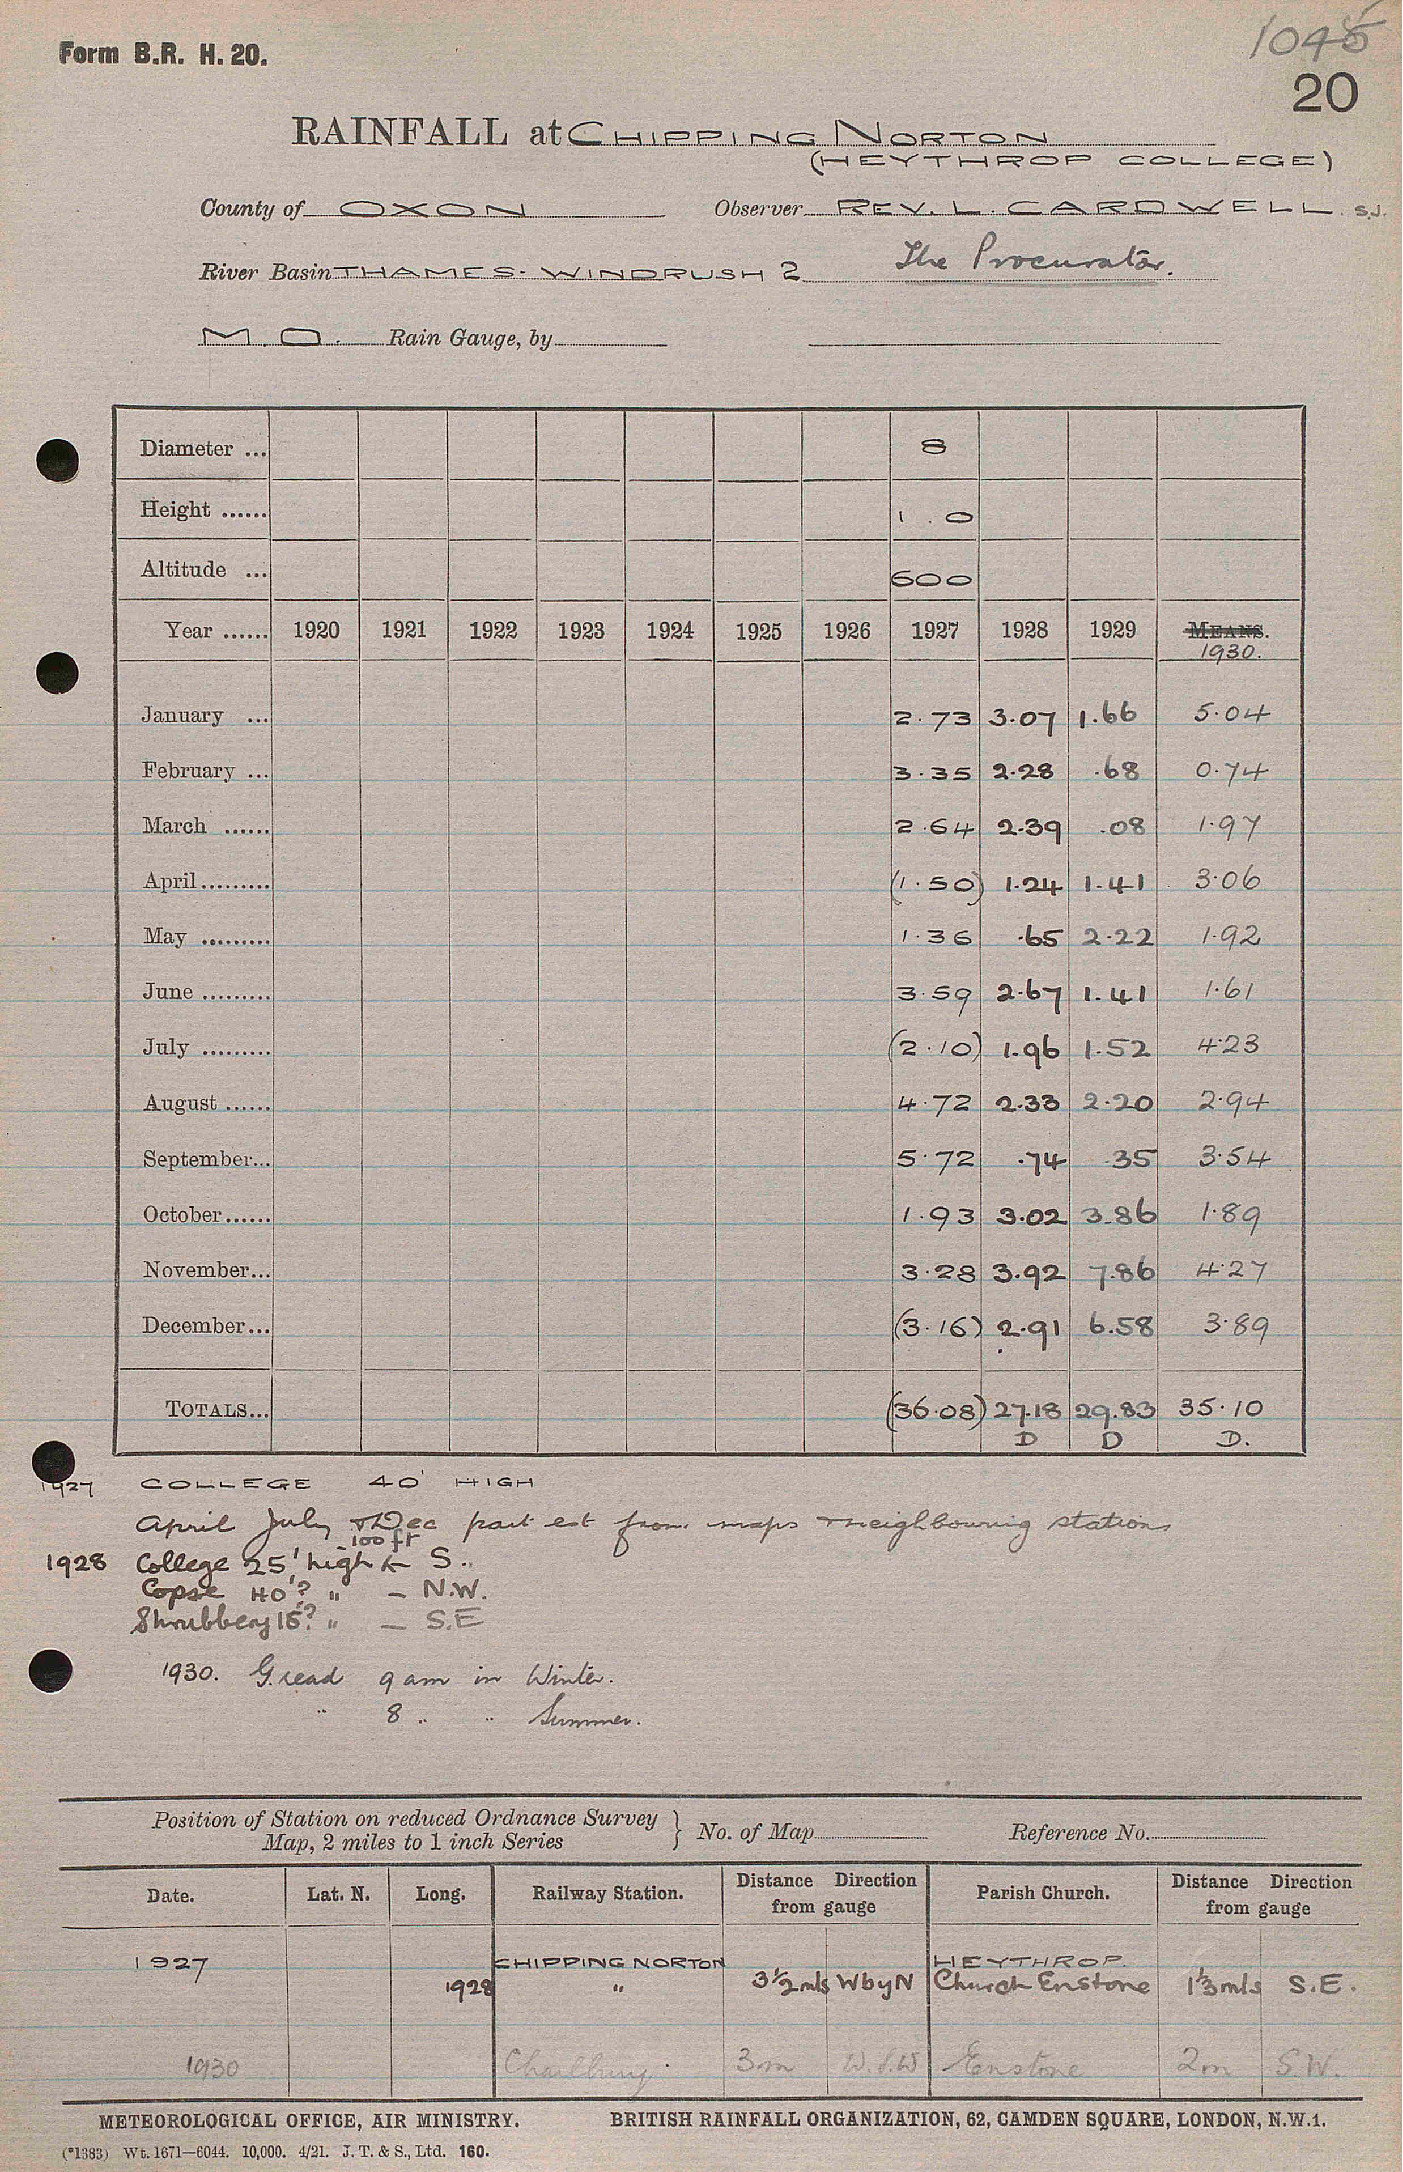 Form B.R. H. 20.
1045
20
RAINFALL at CHIPPING NORTON
(HEYTHROP COLLEGE)
County of OXON Observer REV. L. CARDWELL. S.J.
River Basin THAMES. WINDRUSH 2 The Procurator.
M.O. Rain Gauge, by
Diameter ... 8
Height ...... 1.0
Altitude ... 600
Year ...... 1920 1921 1922 1923 1924 1925 1926 1927 1928 1929 MEANS.
1930.
January ... 2.73 3.07 1.66 5.04
February ... 3.35 2.28 .68 0.74
March ...... 2.64 2.39 .08 1.97
April ......... (1.50) 1.24 1.41 3.06
May ......... 1.36 .65 2.22 1.92
June ......... 3.59 2.67 1.41 1.61
July ......... (2.10) 1.96 1.52 4.23
August ...... 4.72 2.33 2.20 2.94
September... 5.72 .74 .35 3.54
October ...... 1.93 3.02 3.86 1.89
November... 3.28 3.92 7.86 4.27
December... (3.16) 2.91 6.58 3.89
TOTALS... (36.08) 27.18 29.83 35.10
D D D.
1927 COLLEGE 40' HIGH
April July & Dec part est from maps & neighbouring stations
100 ft
1928 College 25' high S.
Copse 40'? " - N.W.
Shrubbery 15'? " - S.E
1930. G. read 9 am in Winter.
" 8 " " Summer.
Position of Station on reduced Ordnance Survey
Map, 2 miles to 1 inch Series } No. of Map Reference No.
Date. Lat. N. Long. Railway Station. Distance Direction from gauge Parish Church. Distance Direction from gauge
1927 CHIPPING NORTON HEYTHROP.
1928 " 3½ mls W by N Church Enstone 1⅓ mls S.E.
1930 Charlbury 3 m W.S.W Enstone 2 m S.W.
METEOROLOGICAL OFFICE, AIR MINISTRY. BRITISH RAINFALL ORGANIZATION, 62, CAMDEN SQUARE, LONDON, N.W.1.
(*1383) Wt. 1671—6044. 10,000. 4/21. J. T. & S., Ltd. 160.